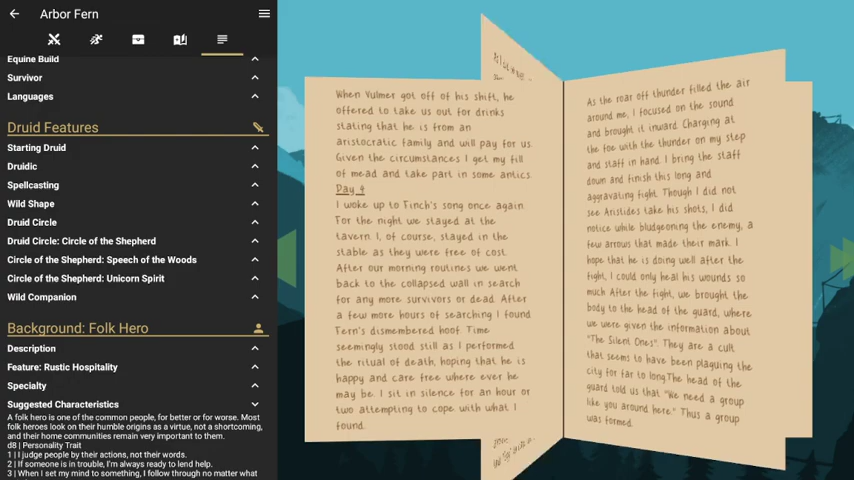 Arbor Fern
Equine Build
Survivor
Languages
Druid Features
Starting Druid
Druidic
Spellcasting
Wild Shape
Druid Circle
Druid Circle: Circle of the Shepherd
Circle of the Shepherd: Speech of the Woods
Circle of the Shepherd: Unicorn Spirit
Wild Companion
Background: Folk Hero
Description
Feature: Rustic Hospitality
Specialty
Suggested Characteristics
A folk hero is one of the common people, for better or for worse. Most
folk heroes look on their humble origins as a virtue, not a shortcoming,
and their home communities remain very important to them.
d8 | Personality Trait
1 | I judge people by their actions, not their words.
2 | If someone is in trouble, I'm always ready to lend help.
3 | When I set my mind to something, I follow through no matter what
When Vulmer got off of his shift, he
offered to take us out for drinks
stating that he is from an
aristocratic family and will pay for us.
Given the circumstances I get my fill
of mead and take part in some antics.
Day 4
I woke up to Finch's song once again.
For the night we stayed at the
tavern. I, of course, stayed in the
stable as they were free of cost.
After our morning routines we went
back to the collapsed wall in search
for any more survivors or dead. After
a few more hours of searching I found
Fern's dismembered hoof. Time
seemingly stood still as I performed
the ritual of death, hoping that he is
happy and care free where ever he
may be. I sit in silence for an hour or
two attempting to cope with what I
found.
As the roar off thunder filled the air
around me, I focused on the sound
and brought it inward. Charging at
the foe with the thunder on my step
and staff in hand. I bring the staff
down and finish this long and
aggravating fight. Though I did not
see Aristides take his shots, I did
notice while bludgeoning the enemy, a
few arrows that made their mark. I
hope that he is doing well after the
fight, I could only heal his wounds so
much. After the fight, we brought the
body to the head of the guard, where
we were given the information about
"The Silent Ones". They are a cult
that seems to have been plaguing the
city for far to long.The head of the
guard told us that "We need a group
like you around here." Thus a group
was formed.